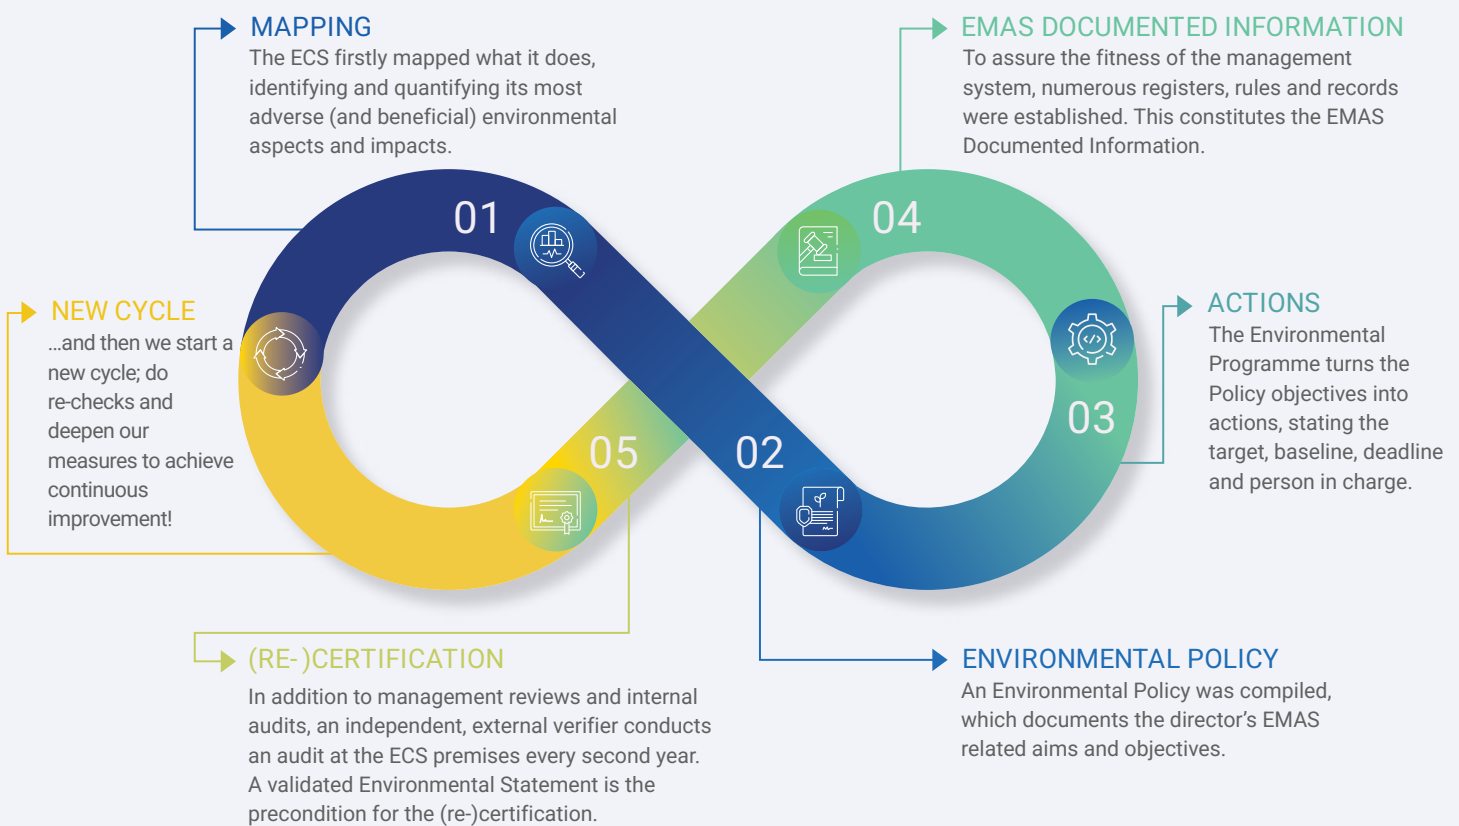 MAPPING
The ECS firstly mapped what it does,
identifying and quantifying its most
adverse (and beneficial) environmental
aspects and impacts.
EMAS DOCUMENTED INFORMATION
To assure the fitness of the management
system, numerous registers, rules and records
were established. This constitutes the EMAS
Documented Information.
01
04
NEW CYCLE
...and then we start a
new cycle; do
re-checks and
deepen our
measures to achieve
continuous
improvement!
ACTIONS
The Environmental
Programme turns the
Policy objectives into
actions, stating the
target, baseline, deadline
and person in charge.
03
05
02
(RE- )CERTIFICATION
In addition to management reviews and internal
audits, an independent, external verifier conducts
an audit at the ECS premises every second year.
A validated Environmental Statement is the
precondition for the (re-)certification.
ENVIRONMENTAL POLICY
An Environmental Policy was compiled,
which documents the director’s EMAS
related aims and objectives.